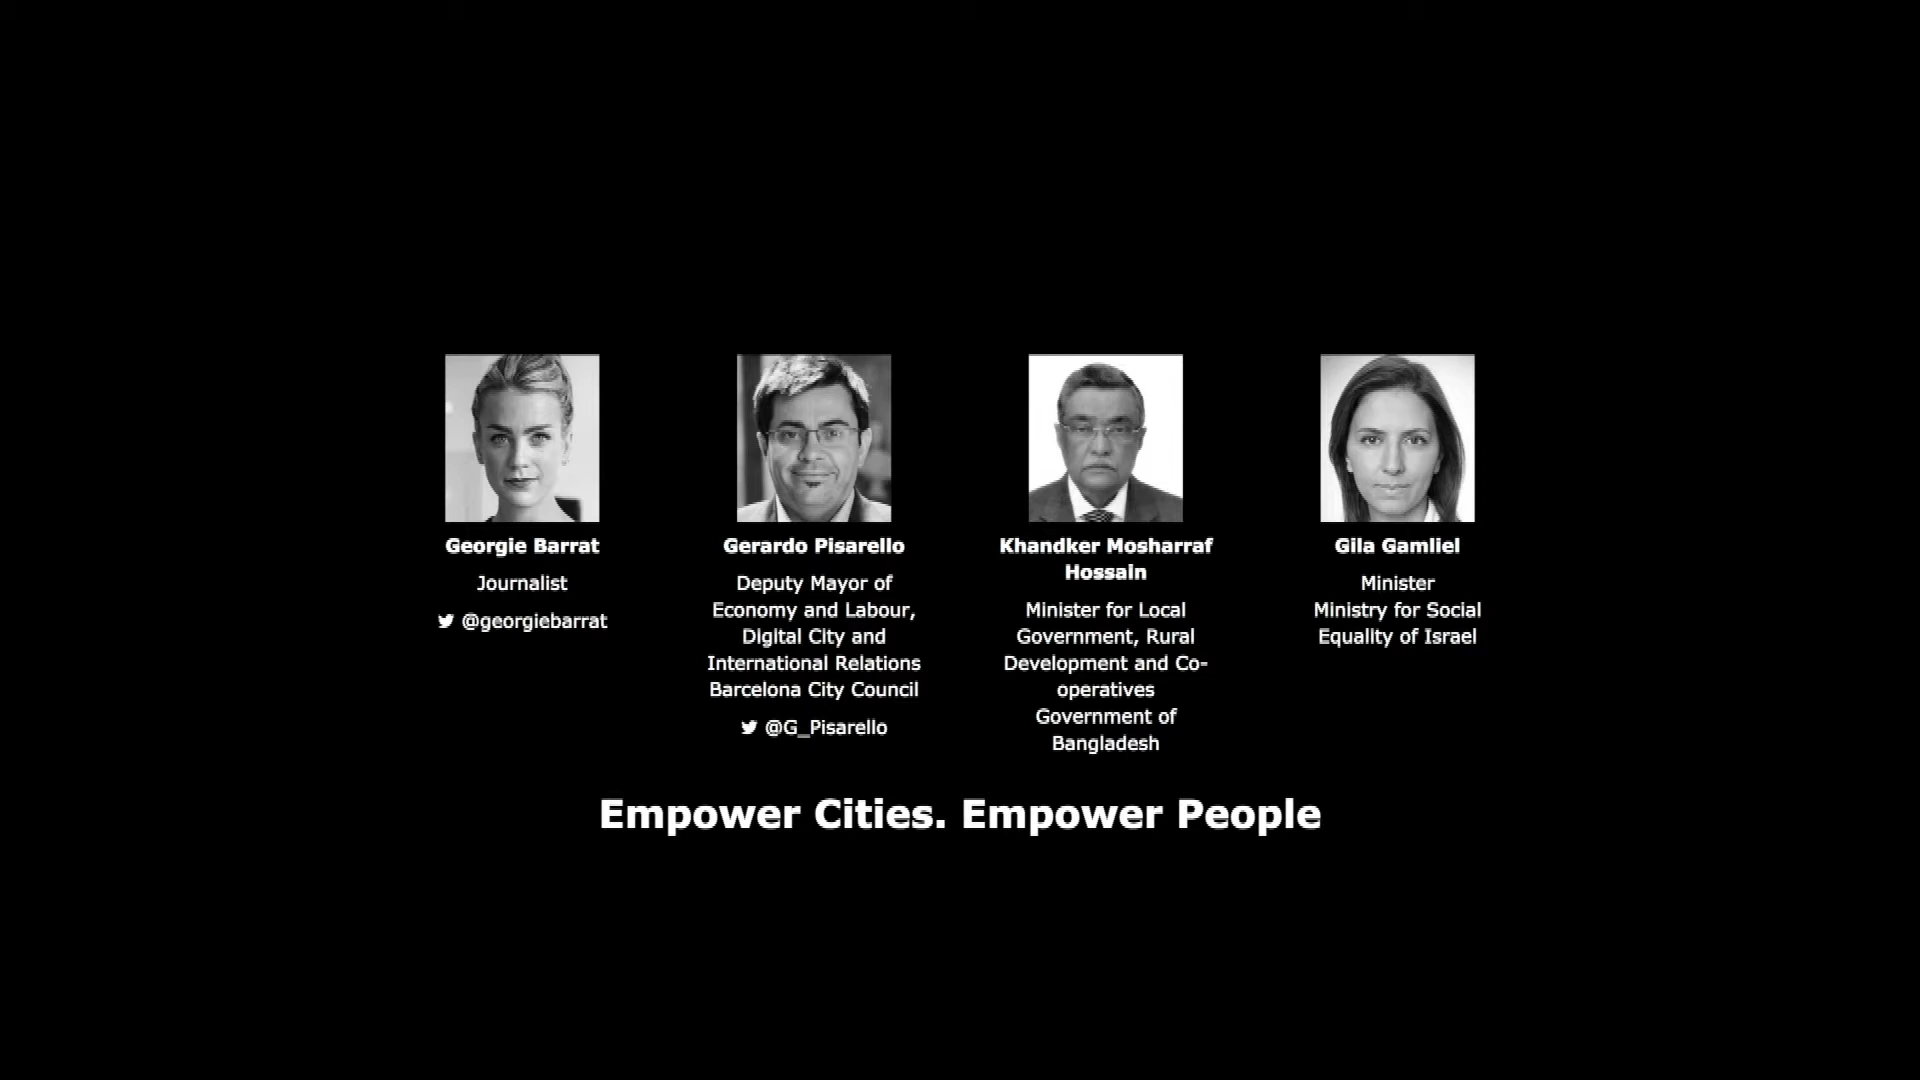 Georgie Barrat
Journalist
@georgiebarrat
Gerardo Pisarello
Deputy Mayor of
Economy and Labour,
Digital City and
International Relations
Barcelona City Council
@G_Pisarello
Khandker Mosharraf
Hossain
Minister for Local
Government, Rural
Development and Co-
operatives
Government of
Bangladesh
Gila Gamliel
Minister
Ministry for Social
Equality of Israel
Empower Cities. Empower People